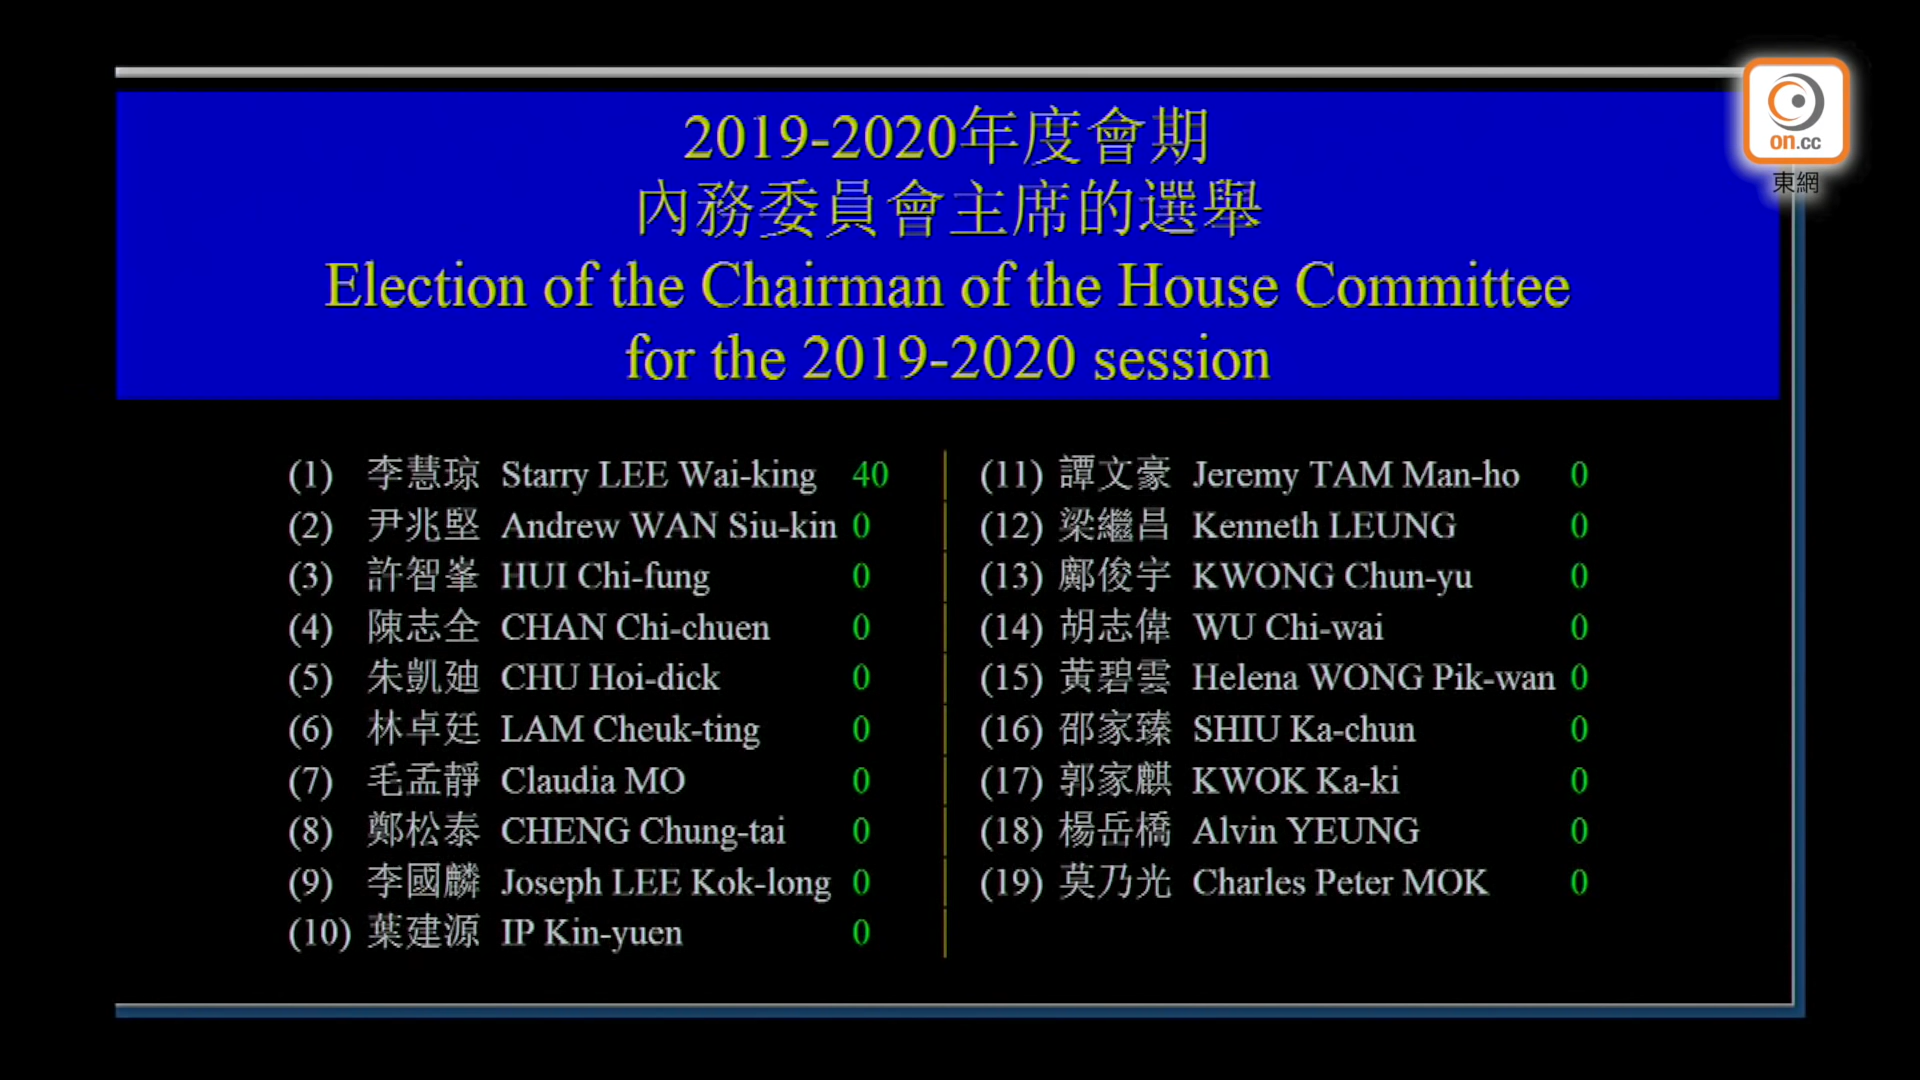 2019-2020年度會期
內務委員會主席的選舉
Election of the Chairman of the House Committee
for the 2019-2020 session
on.cc
東網
(1) 李慧琼 Starry LEE Wai-king 40
(2) 尹兆堅 Andrew WAN Siu-kin 0
(3) 許智峯 HUI Chi-fung 0
(4) 陳志全 CHAN Chi-chuen 0
(5) 朱凱廸 CHU Hoi-dick 0
(6) 林卓廷 LAM Cheuk-ting 0
(7) 毛孟靜 Claudia MO 0
(8) 鄭松泰 CHENG Chung-tai 0
(9) 李國麟 Joseph LEE Kok-long 0
(10) 葉建源 IP Kin-yuen 0
(11) 譚文豪 Jeremy TAM Man-ho 0
(12) 梁繼昌 Kenneth LEUNG 0
(13) 鄺俊宇 KWONG Chun-yu 0
(14) 胡志偉 WU Chi-wai 0
(15) 黃碧雲 Helena WONG Pik-wan 0
(16) 邵家臻 SHIU Ka-chun 0
(17) 郭家麒 KWOK Ka-ki 0
(18) 楊岳橋 Alvin YEUNG 0
(19) 莫乃光 Charles Peter MOK 0